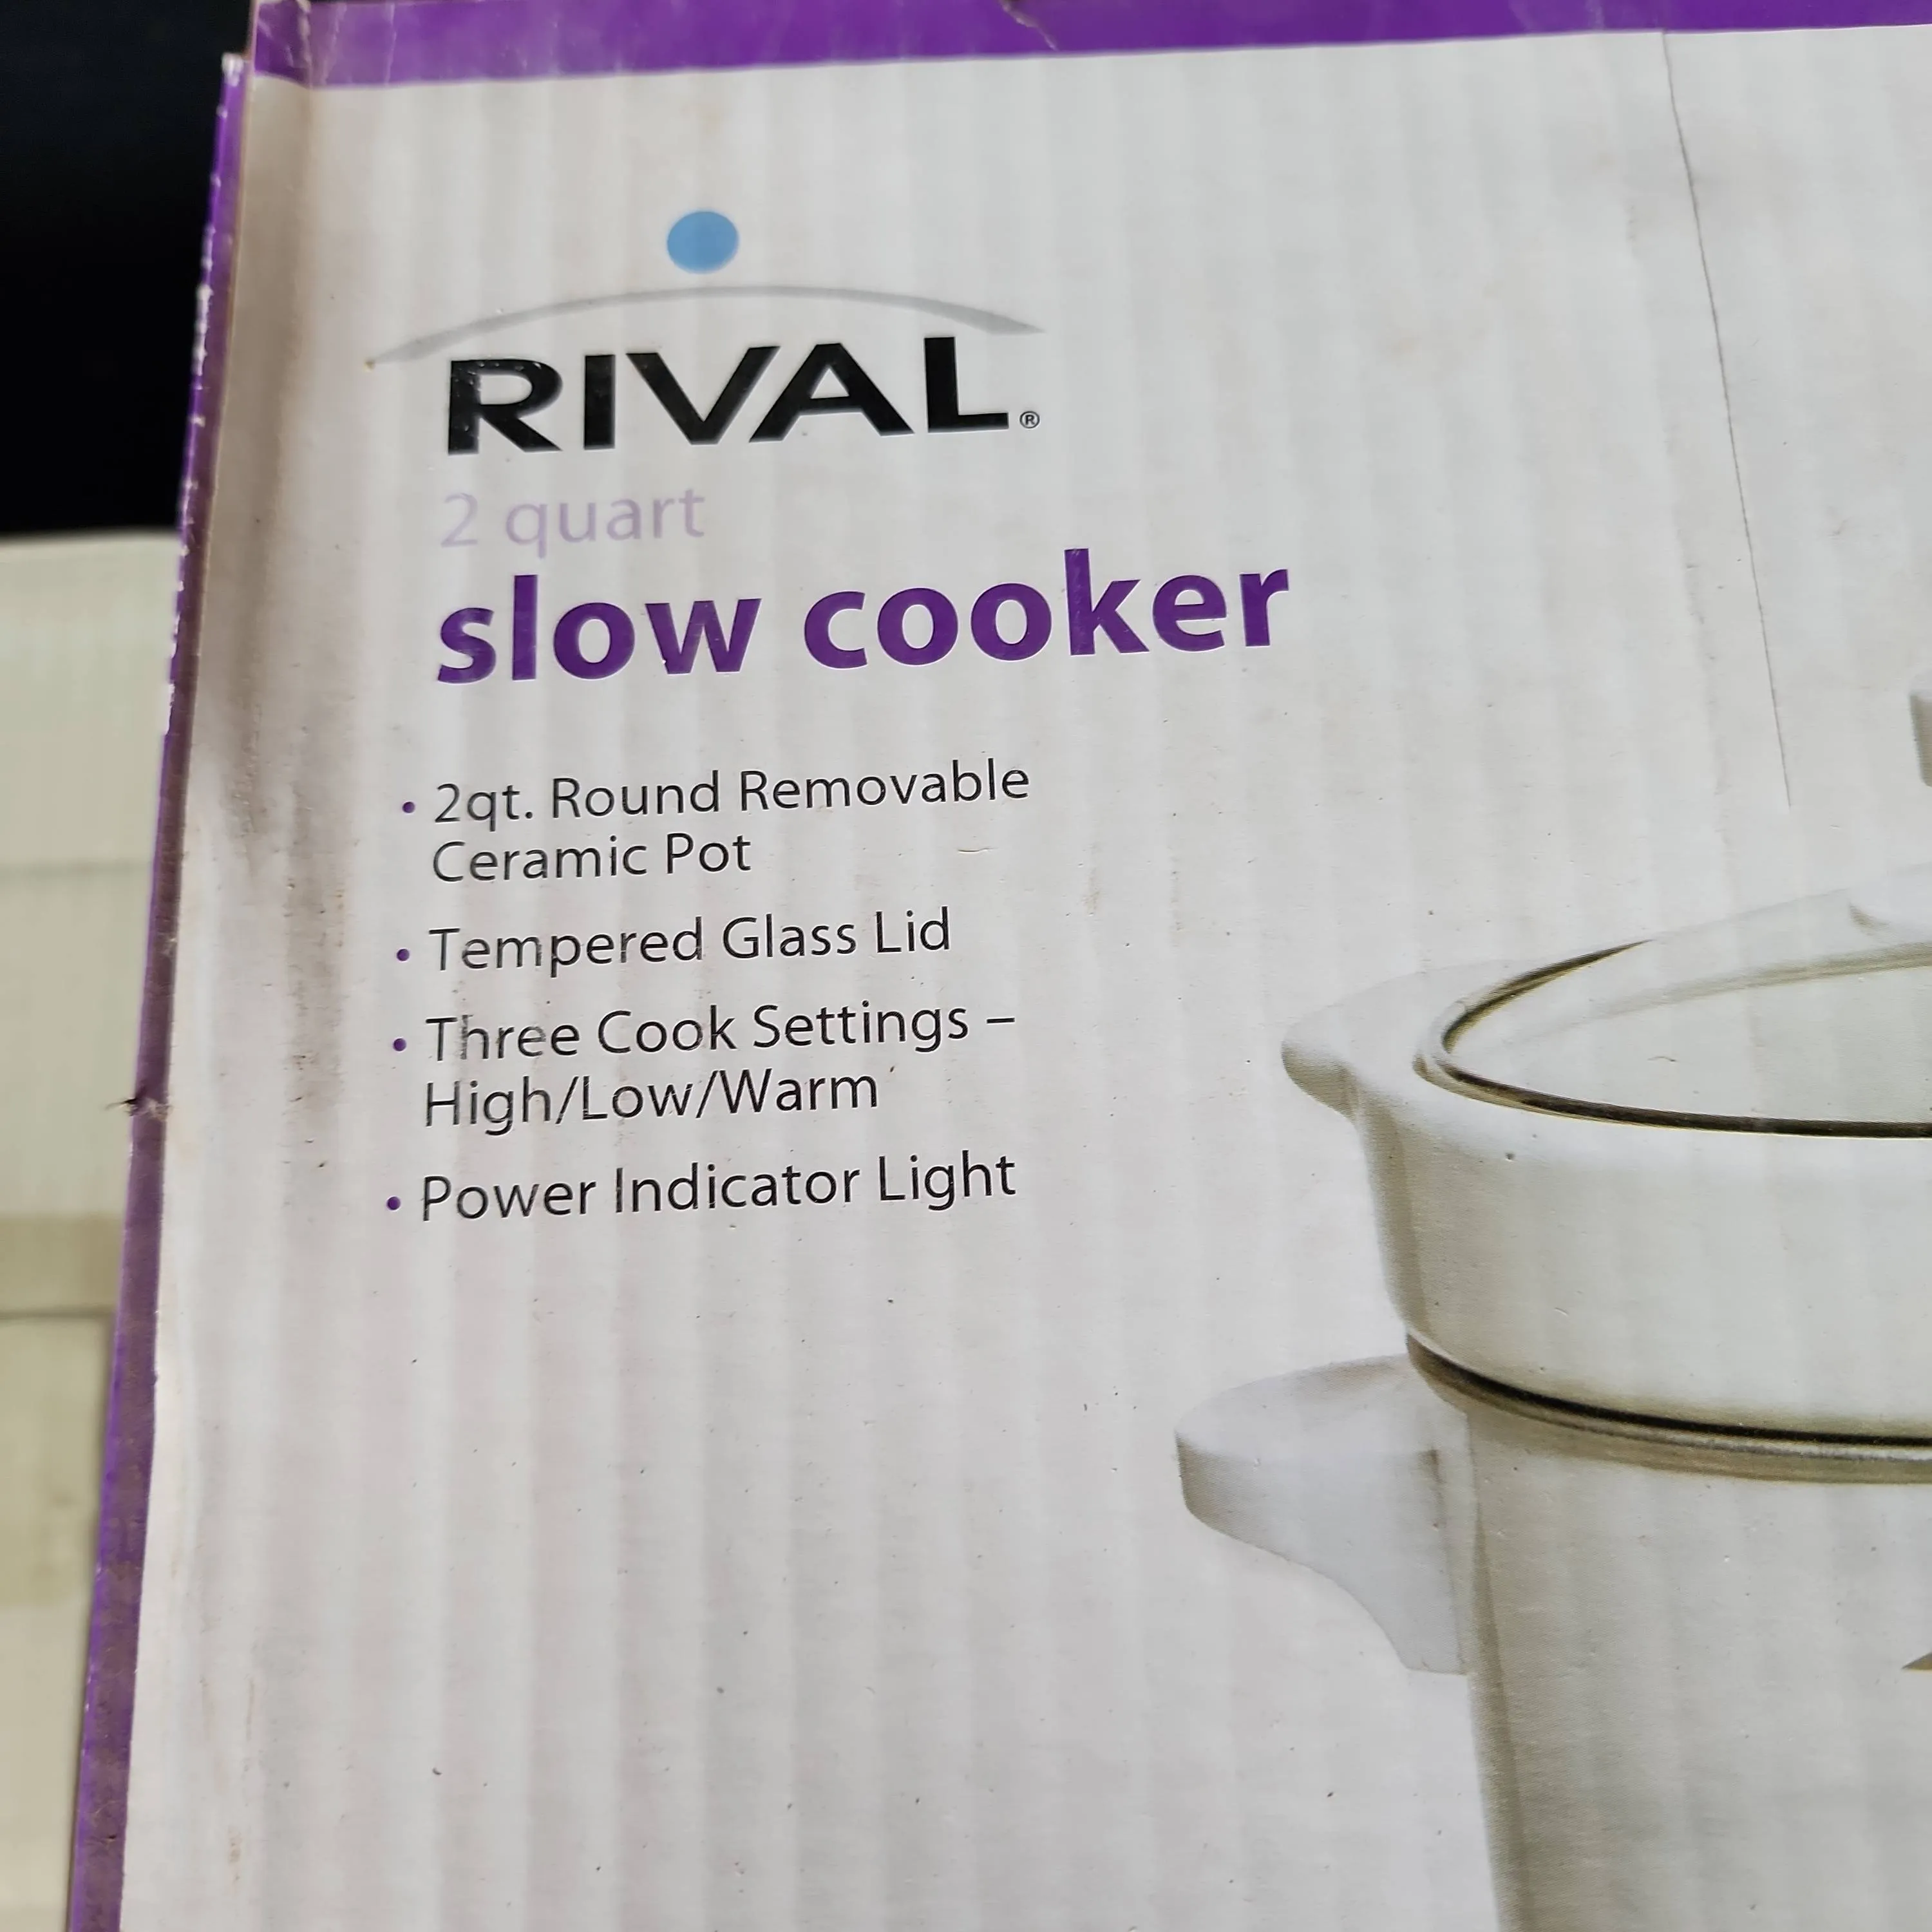 RIVAL®
2 quart
slow cooker
• 2qt. Round Removable
Ceramic Pot
• Tempered Glass Lid
• Three Cook Settings –
High/Low/Warm
• Power Indicator Light